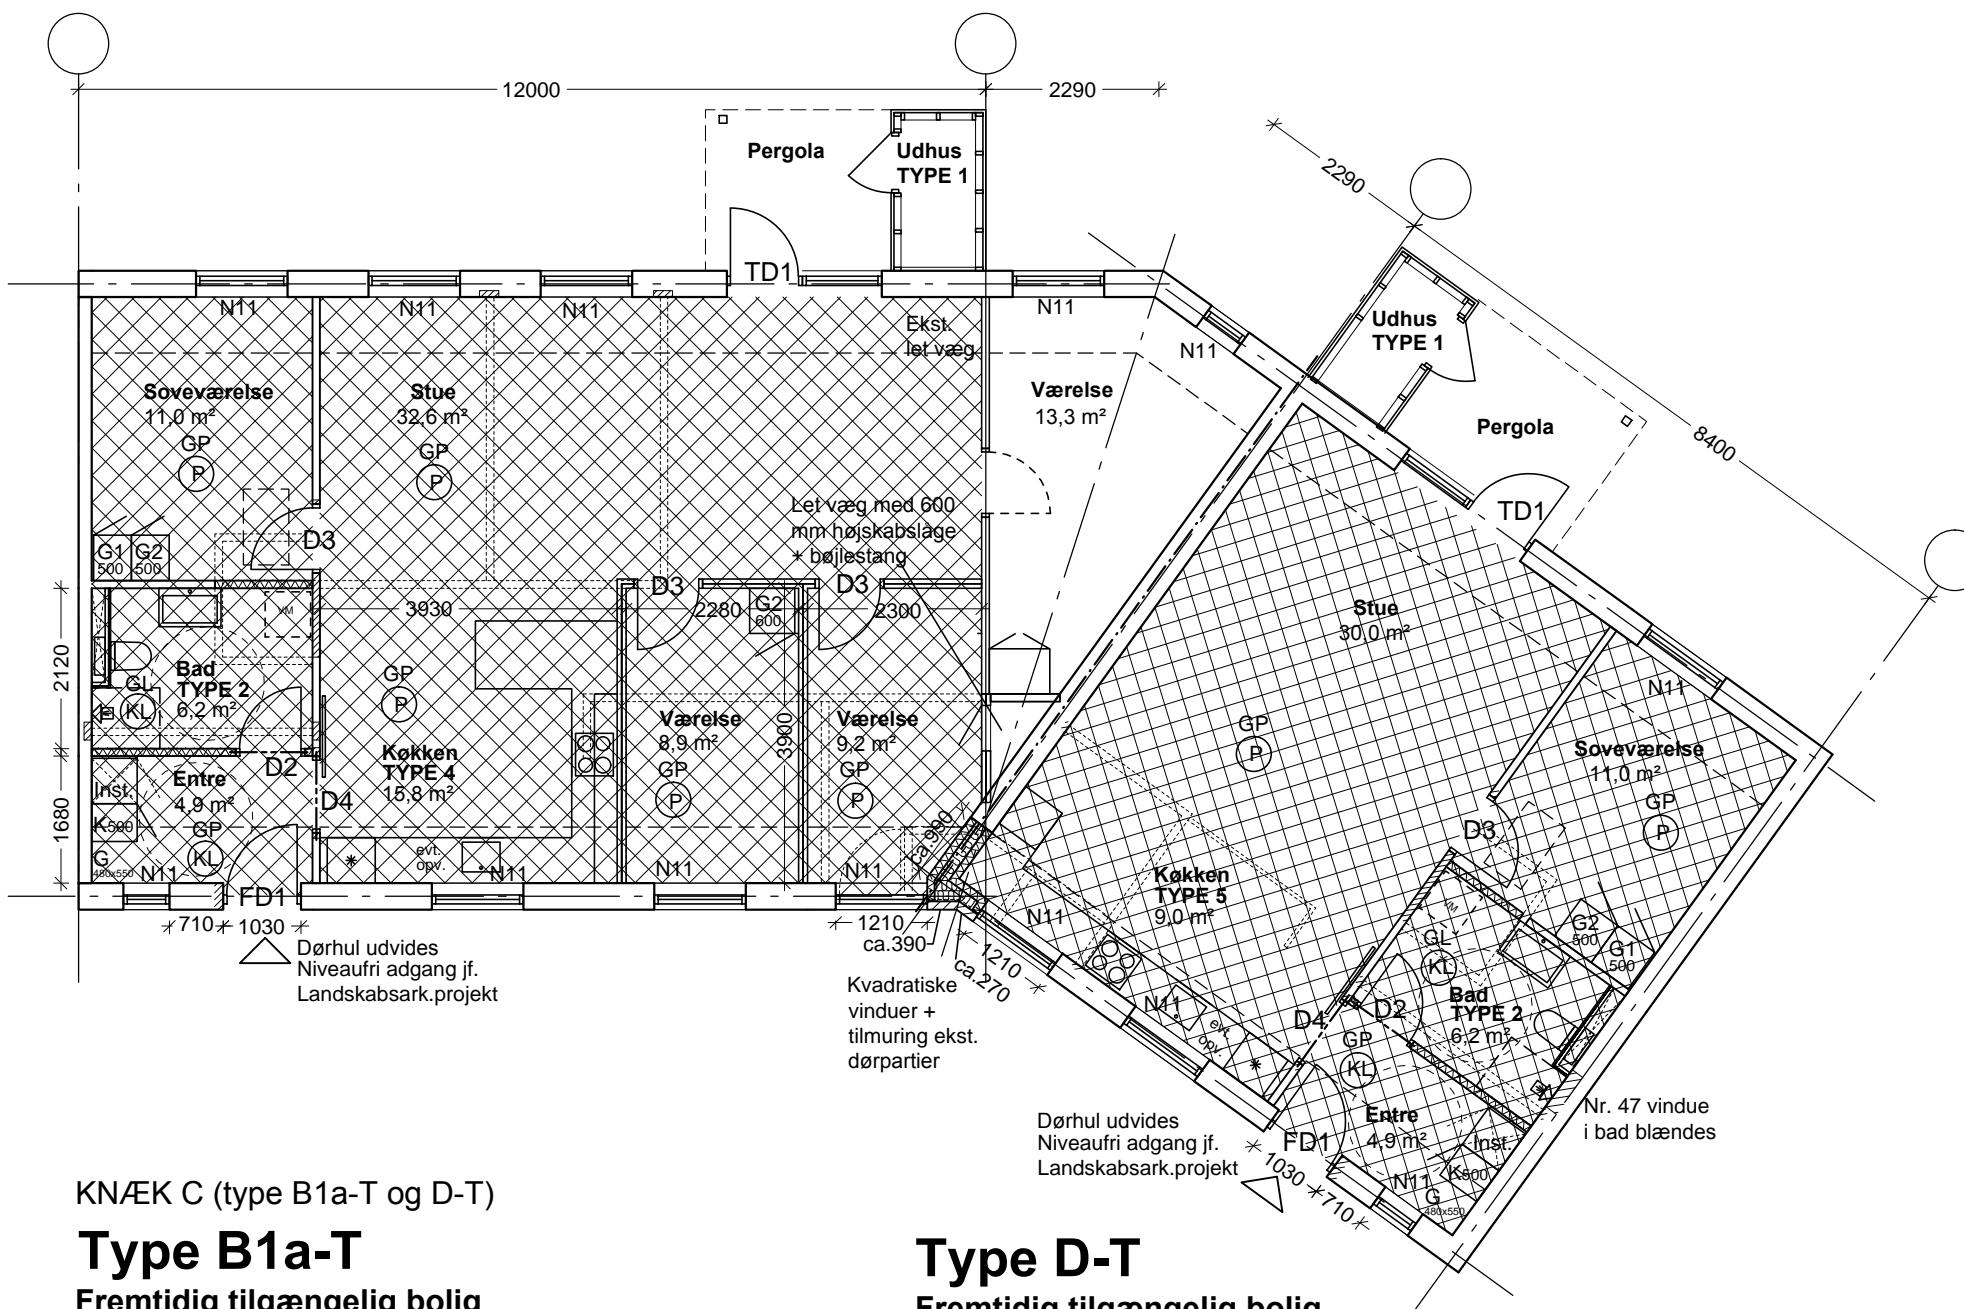 12000
2290
Pergola
Udhus
TYPE 1
TD1
N11
N11
N11
N11
Ekst.
let væg
Soveværelse
11,0 m²
GP
P
Stue
32,6 m²
GP
P
Værelse
13,3 m²
Let væg med 600
mm højskabslåge
+ bøjlestang
G1
500
G2
500
D3
D3
D3
3930
2280
2300
G2
600
VM
2120
1680
Bad
TYPE 2
6,2 m²
GL
KL
GP
P
Køkken
TYPE 4
15,8 m²
Værelse
8,9 m²
GP
P
3900
Værelse
9,2 m²
GP
P
D2
D4
Entre
4,9 m²
GP
KL
Inst.
K500
G
480x550
N11
evt.
opv.
N11
N11
N11
FD1
710
1030
1210
ca.390
ca.990
1210
ca.270
Dørhul udvides
Niveaufri adgang jf.
Landskabsark.projekt
Kvadratiske
vinduer +
tilmuring ekst.
dørpartier
2290
8400
Udhus
TYPE 1
Pergola
TD1
N11
N11
Stue
30,0 m²
GP
P
Soveværelse
11,0 m²
GP
P
D3
Køkken
TYPE 5
9,0 m²
N11
N11
evt.
opv.
VM
G2
500
G1
500
GL
KL
Bad
TYPE 2
6,2 m²
D2
D4
GP
KL
Entre
4,9 m²
Inst.
K500
G
480x550
N11
FD1
1030
710
Dørhul udvides
Niveaufri adgang jf.
Landskabsark.projekt
Nr. 47 vindue
i bad blændes
KNÆK C (type B1a-T og D-T)
Type B1a-T
Fremtidig tilgængelig bolig
Type D-T
Fremtidig tilgængelig bolig